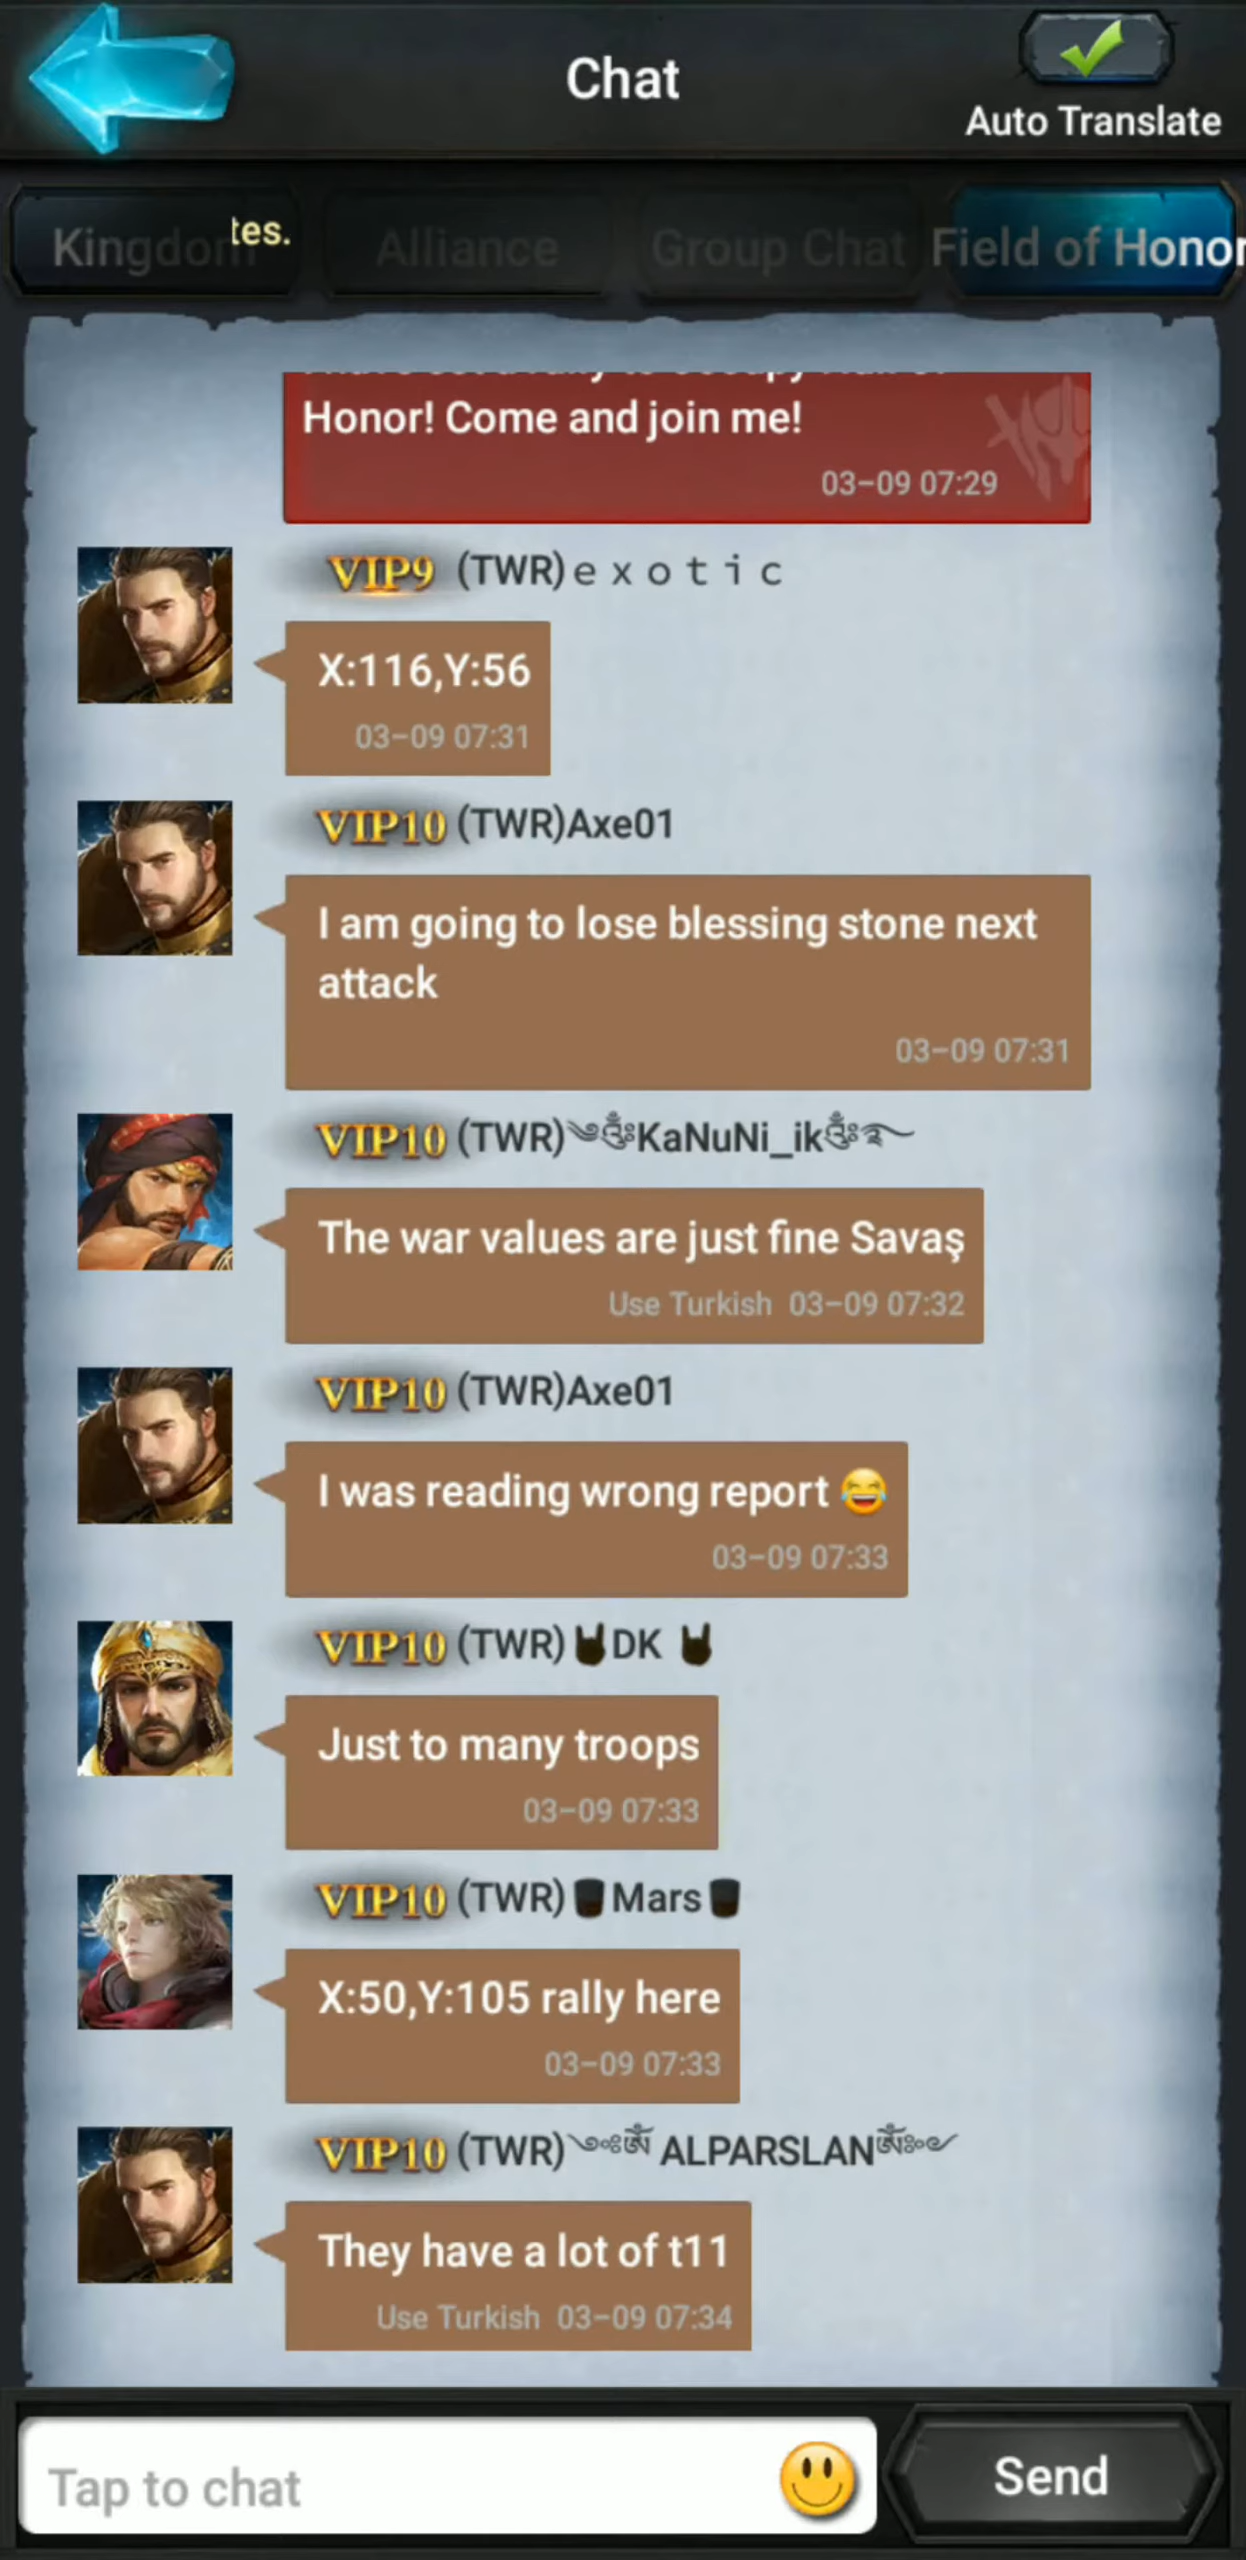 Chat
Auto Translate
Kingdom
tes.
Alliance
Group Chat
Field of Honor
Honor! Come and join me!
03-09 07:29
VIP9 (TWR)e x o t i c
X:116,Y:56
03-09 07:31
VIP10 (TWR)Axe01
I am going to lose blessing stone next
attack
03-09 07:31
VIP10 (TWR)༄ༀ༅KaNuNi_ikༀ༅࿐
The war values are just fine Savaş
Use Turkish 03-09 07:32
VIP10 (TWR)Axe01
I was reading wrong report 😂
03-09 07:33
VIP10 (TWR)🤘DK 🤘
Just to many troops
03-09 07:33
VIP10 (TWR)🥃Mars🥃
X:50,Y:105 rally here
03-09 07:33
VIP10 (TWR) ALPARSLAN
They have a lot of t11
Use Turkish 03-09 07:34
Tap to chat
Send